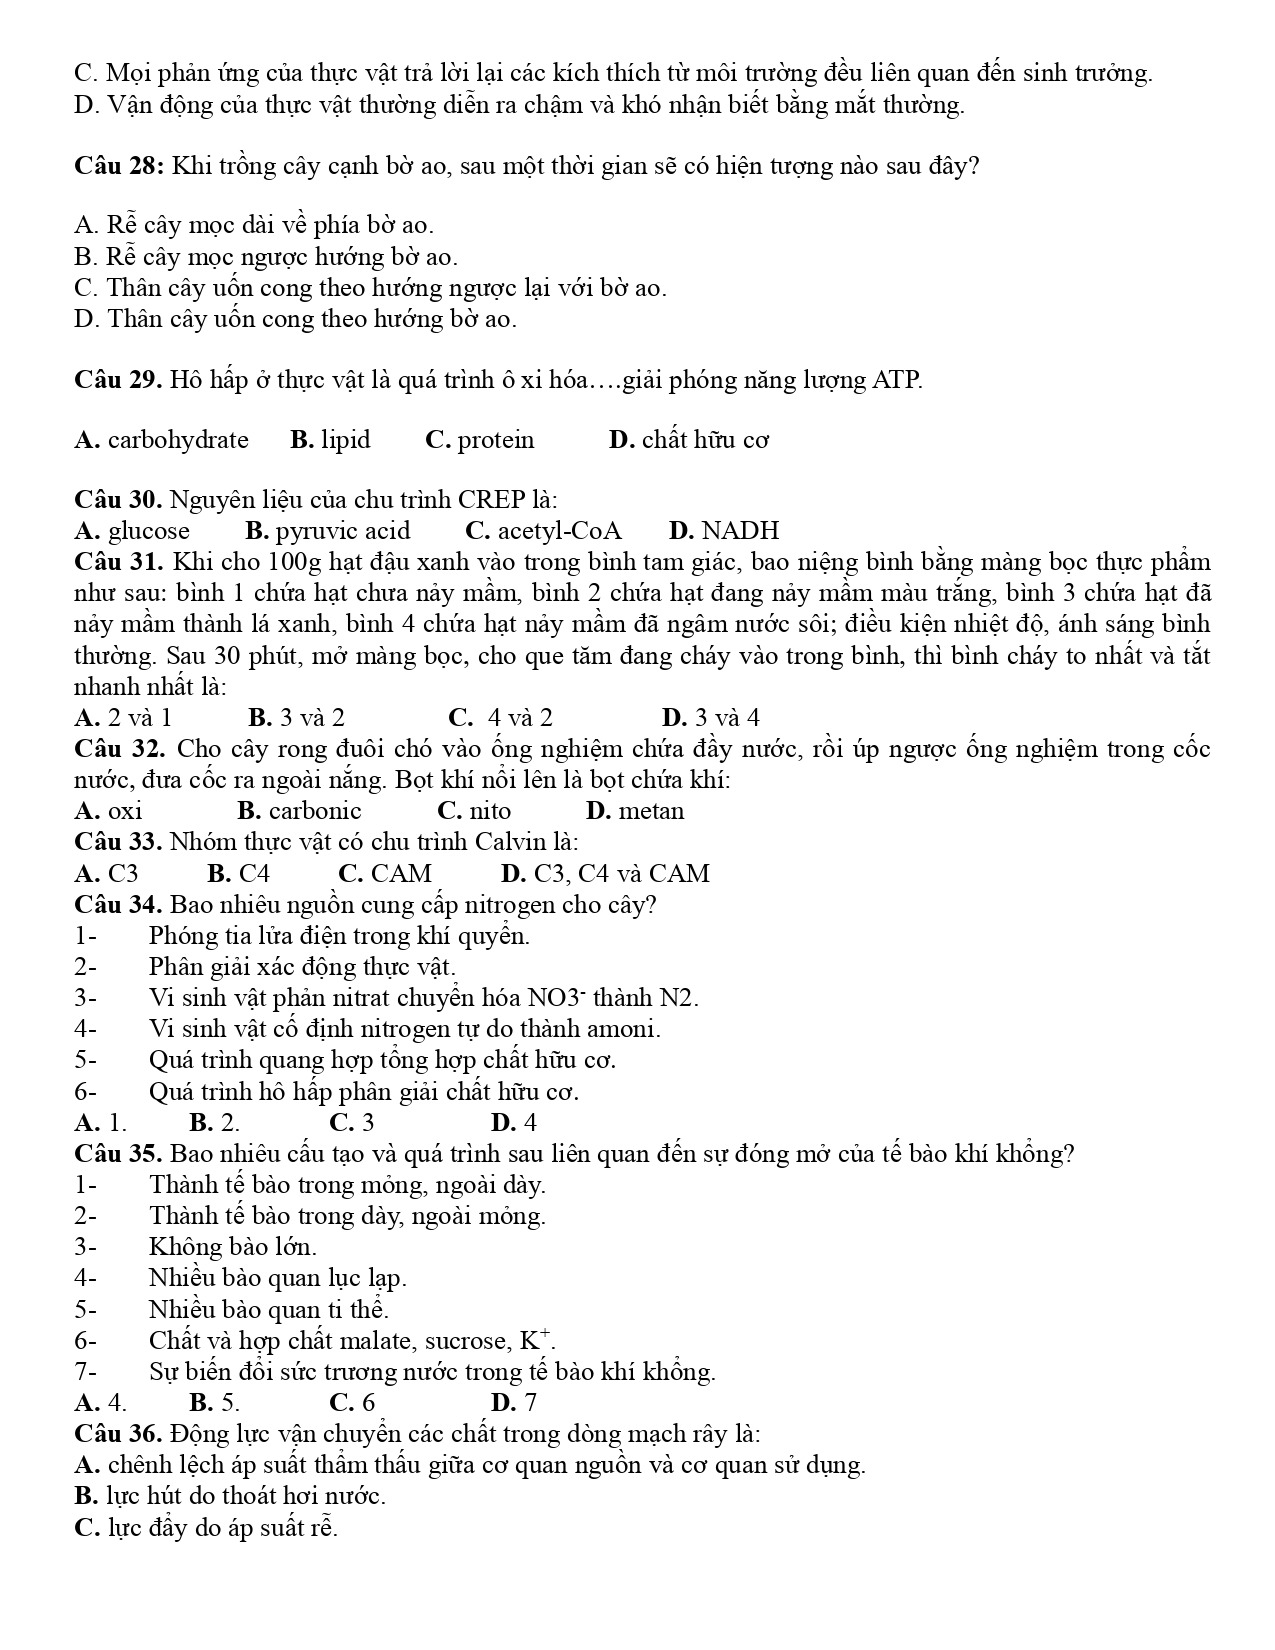 C. Mọi phản ứng của thực vật trả lời lại các kích thích từ môi trường đều liên quan đến sinh trưởng.
D. Vận động của thực vật thường diễn ra chậm và khó nhận biết bằng mắt thường.
Câu 28: Khi trồng cây cạnh bờ ao, sau một thời gian sẽ có hiện tượng nào sau đây?
A. Rễ cây mọc dài về phía bờ ao.
B. Rễ cây mọc ngược hướng bờ ao.
C. Thân cây uốn cong theo hướng ngược lại với bờ ao.
D. Thân cây uốn cong theo hướng bờ ao.
Câu 29. Hô hấp ở thực vật là quá trình ô xi hóa….giải phóng năng lượng ATP.
A. carbohydrate B. lipid C. protein D. chất hữu cơ
Câu 30. Nguyên liệu của chu trình CREP là:
A. glucose B. pyruvic acid C. acetyl-CoA D. NADH
Câu 31. Khi cho 100g hạt đậu xanh vào trong bình tam giác, bao niệng bình bằng màng bọc thực phẩm
như sau: bình 1 chứa hạt chưa nảy mầm, bình 2 chứa hạt đang nảy mầm màu trắng, bình 3 chứa hạt đã
nảy mầm thành lá xanh, bình 4 chứa hạt nảy mầm đã ngâm nước sôi; điều kiện nhiệt độ, ánh sáng bình
thường. Sau 30 phút, mở màng bọc, cho que tăm đang cháy vào trong bình, thì bình cháy to nhất và tắt
nhanh nhất là:
A. 2 và 1 B. 3 và 2 C. 4 và 2 D. 3 và 4
Câu 32. Cho cây rong đuôi chó vào ống nghiệm chứa đầy nước, rồi úp ngược ống nghiệm trong cốc
nước, đưa cốc ra ngoài nắng. Bọt khí nổi lên là bọt chứa khí:
A. oxi B. carbonic C. nito D. metan
Câu 33. Nhóm thực vật có chu trình Calvin là:
A. C3 B. C4 C. CAM D. C3, C4 và CAM
Câu 34. Bao nhiêu nguồn cung cấp nitrogen cho cây?
1- Phóng tia lửa điện trong khí quyển.
2- Phân giải xác động thực vật.
3- Vi sinh vật phản nitrat chuyển hóa NO3⁻ thành N2.
4- Vi sinh vật cố định nitrogen tự do thành amoni.
5- Quá trình quang hợp tổng hợp chất hữu cơ.
6- Quá trình hô hấp phân giải chất hữu cơ.
A. 1. B. 2. C. 3 D. 4
Câu 35. Bao nhiêu cấu tạo và quá trình sau liên quan đến sự đóng mở của tế bào khí khổng?
1- Thành tế bào trong mỏng, ngoài dày.
2- Thành tế bào trong dày, ngoài mỏng.
3- Không bào lớn.
4- Nhiều bào quan lục lạp.
5- Nhiều bào quan ti thể.
6- Chất và hợp chất malate, sucrose, K⁺.
7- Sự biến đổi sức trương nước trong tế bào khí khổng.
A. 4. B. 5. C. 6 D. 7
Câu 36. Động lực vận chuyển các chất trong dòng mạch rây là:
A. chênh lệch áp suất thẩm thấu giữa cơ quan nguồn và cơ quan sử dụng.
B. lực hút do thoát hơi nước.
C. lực đẩy do áp suất rễ.